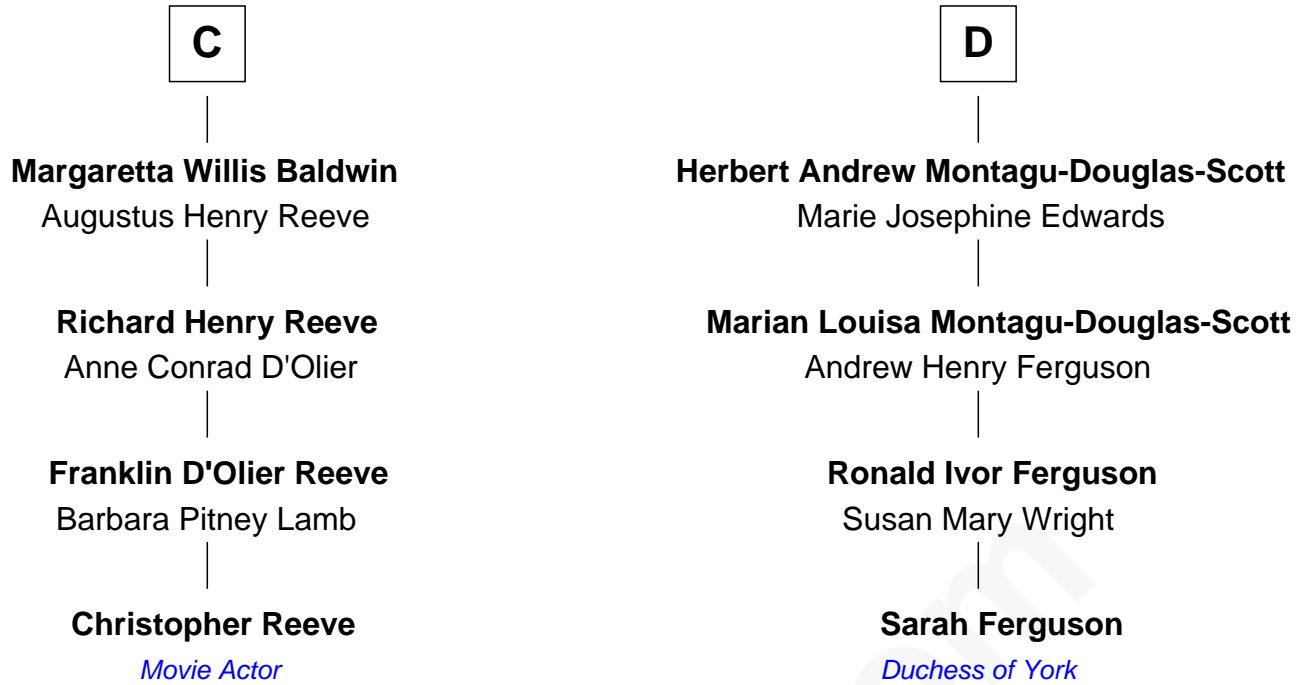 C
Margaretta Willis Baldwin
Augustus Henry Reeve
Richard Henry Reeve
Anne Conrad D'Olier
Franklin D'Olier Reeve
Barbara Pitney Lamb
Christopher Reeve
Movie Actor
D
Herbert Andrew Montagu-Douglas-Scott
Marie Josephine Edwards
Marian Louisa Montagu-Douglas-Scott
Andrew Henry Ferguson
Ronald Ivor Ferguson
Susan Mary Wright
Sarah Ferguson
Duchess of York